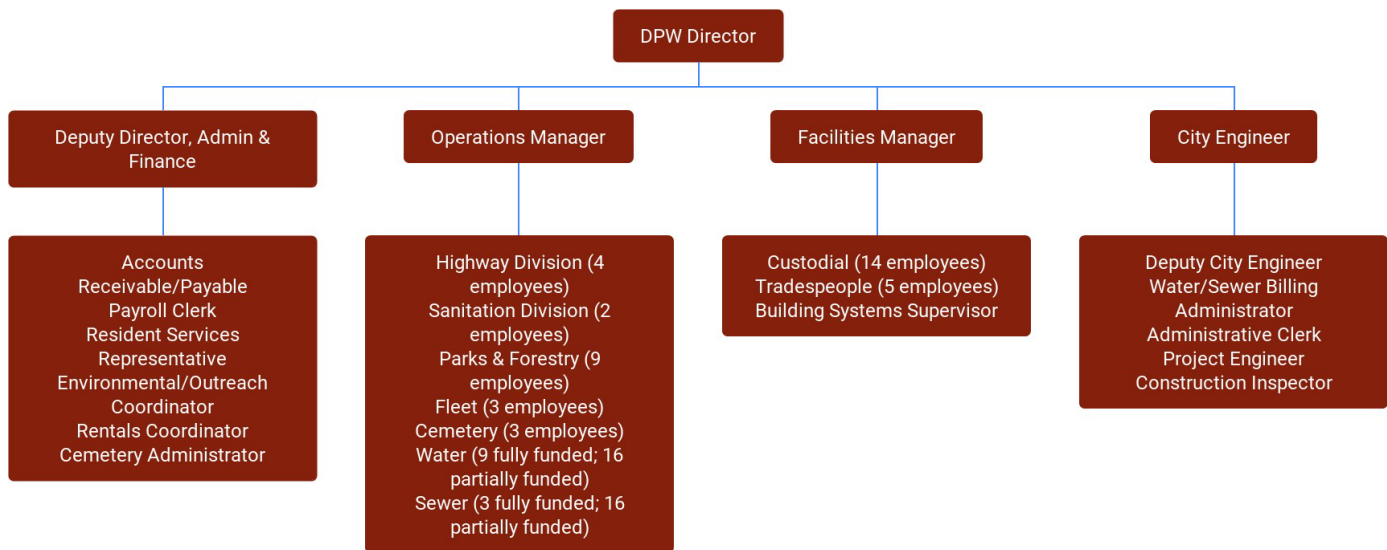 DPW Director
Deputy Director, Admin &
Finance
Operations Manager
Facilities Manager
City Engineer
Accounts
Receivable/Payable
Payroll Clerk
Resident Services
Representative
Environmental/Outreach
Coordinator
Rentals Coordinator
Cemetery Administrator
Highway Division (4
employees)
Sanitation Division (2
employees)
Parks & Forestry (9
employees)
Fleet (3 employees)
Cemetery (3 employees)
Water (9 fully funded; 16
partially funded)
Sewer (3 fully funded; 16
partially funded)
Custodial (14 employees)
Tradespeople (5 employees)
Building Systems Supervisor
Deputy City Engineer
Water/Sewer Billing
Administrator
Administrative Clerk
Project Engineer
Construction Inspector